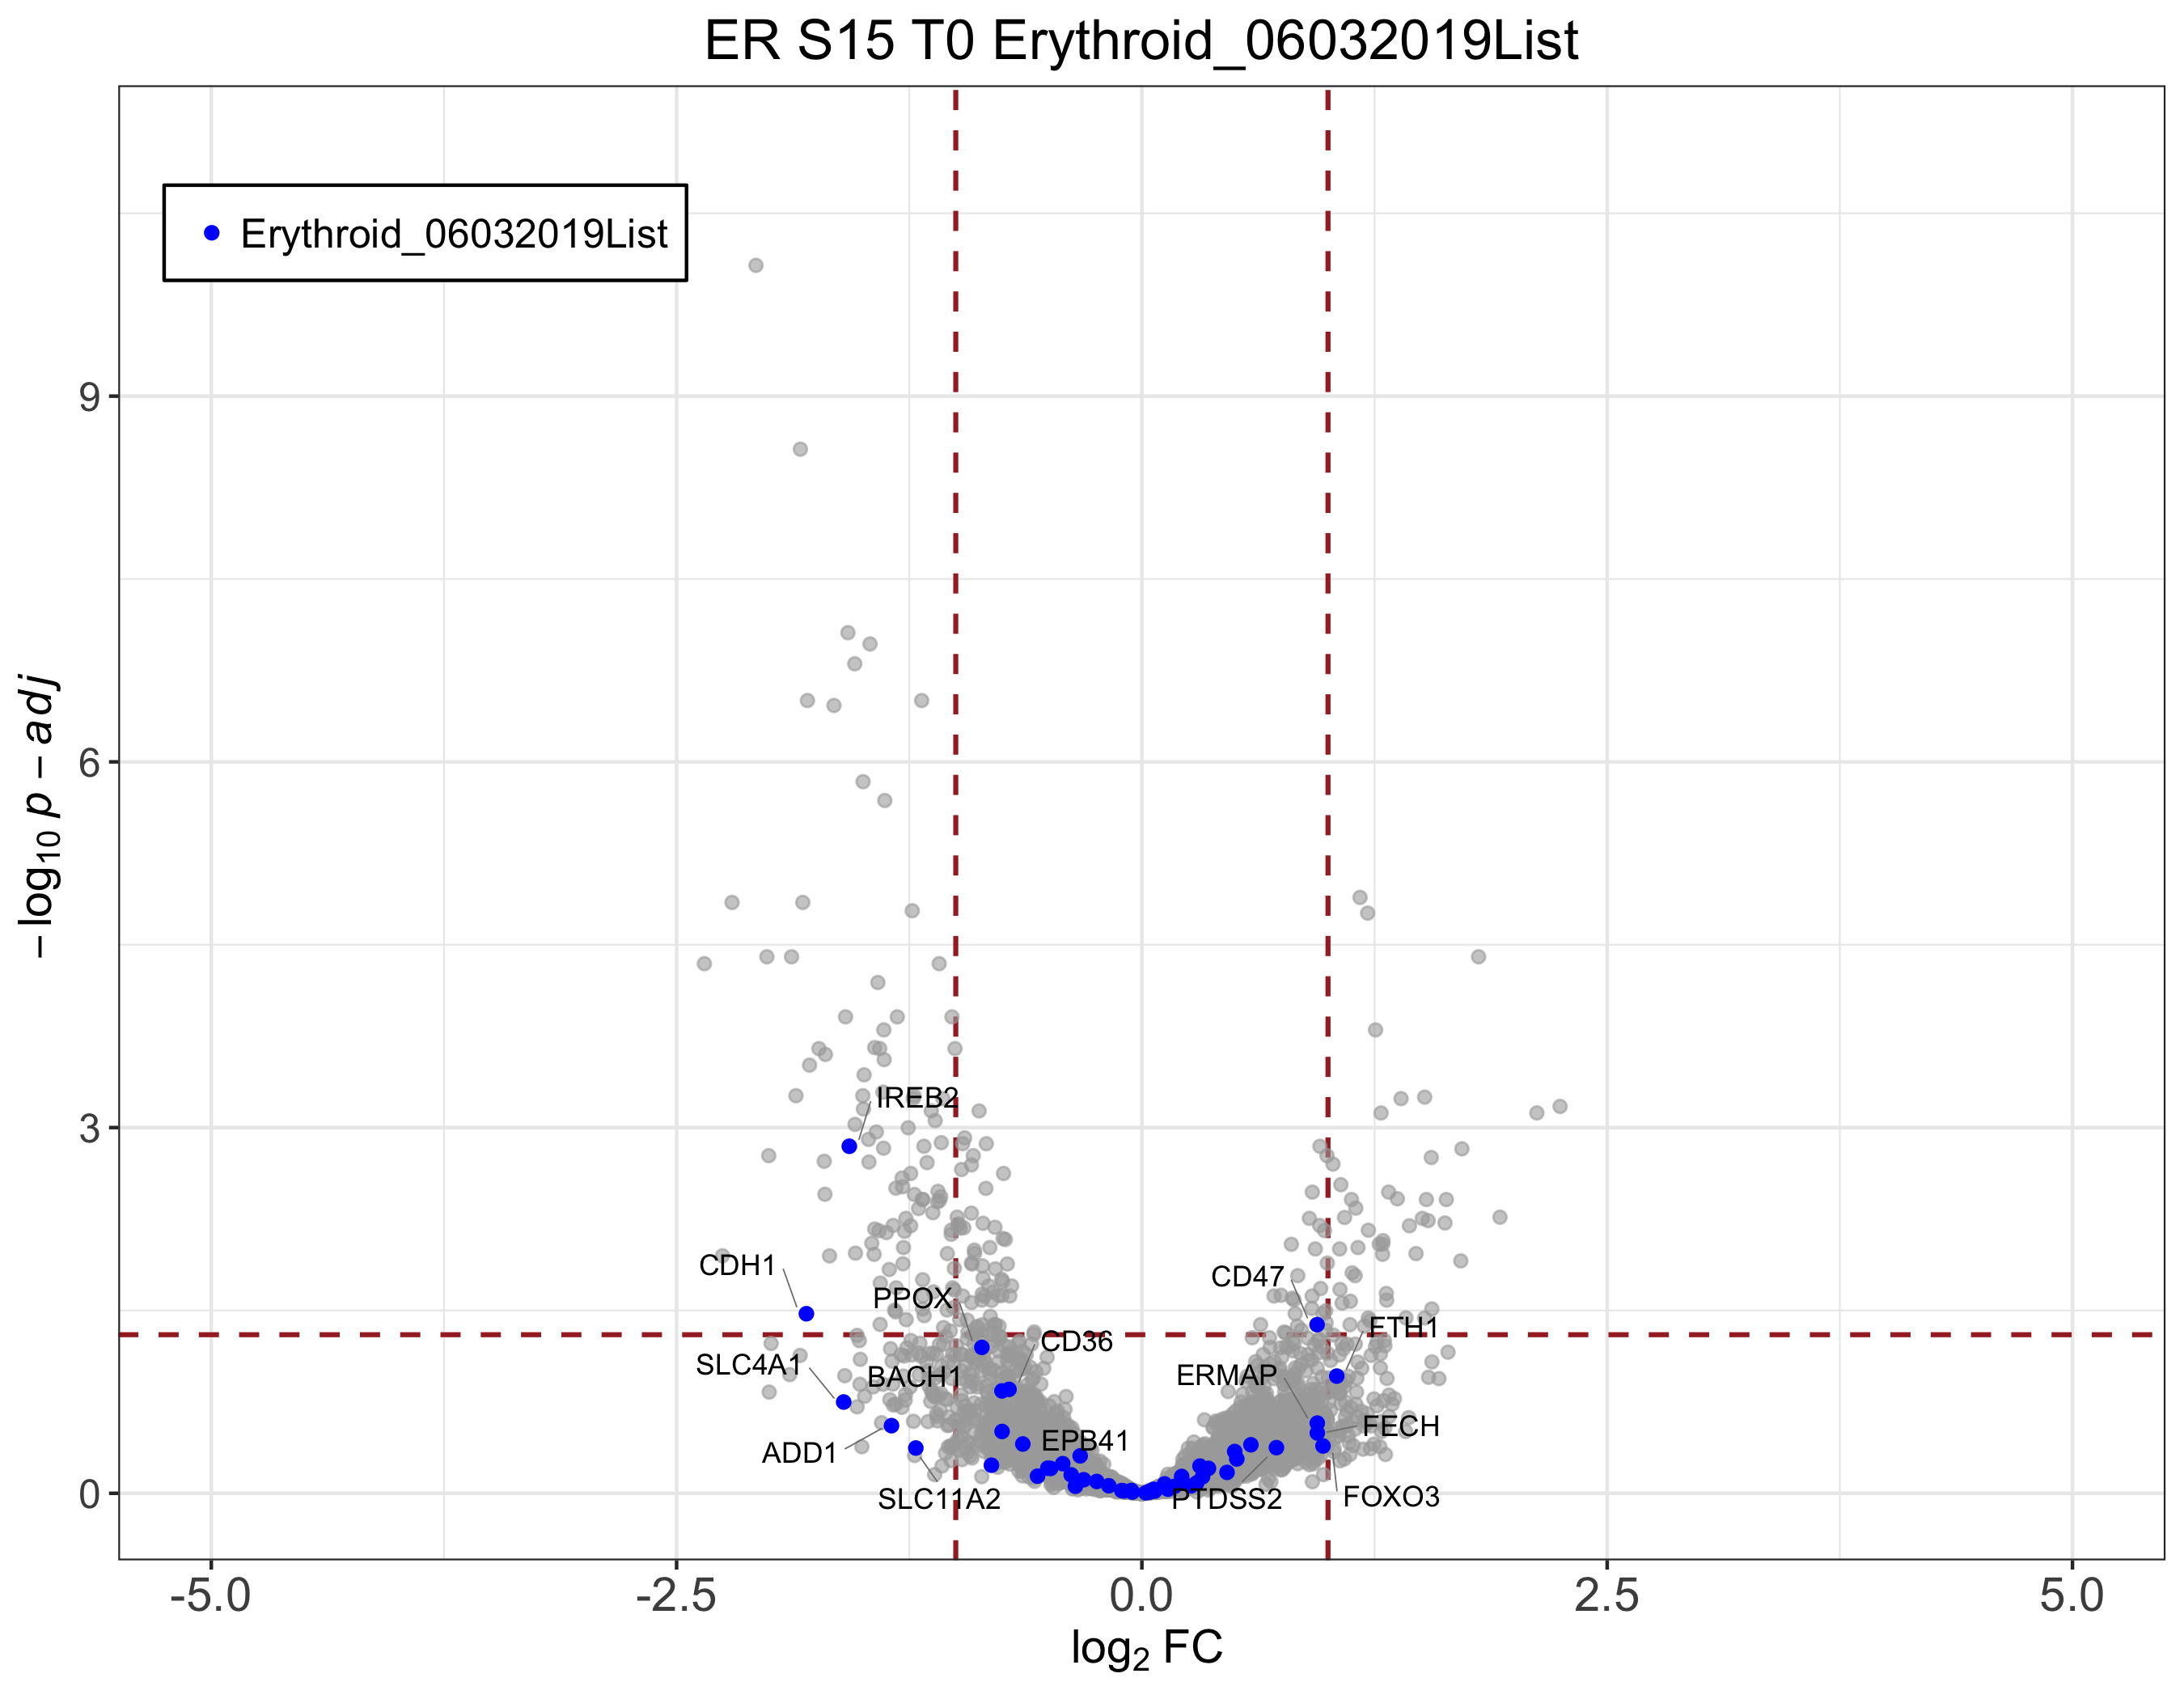 ER S15 T0 Erythroid_06032019List
Erythroid_06032019List
9
6
3
0
−log10 p − adj
IREB2
CDH1
PPOX
CD47
FTH1
CD36
SLC4A1
BACH1
ERMAP
FECH
EPB41
ADD1
SLC11A2
PTDSS2
FOXO3
-5.0
-2.5
0.0
2.5
5.0
log2 FC